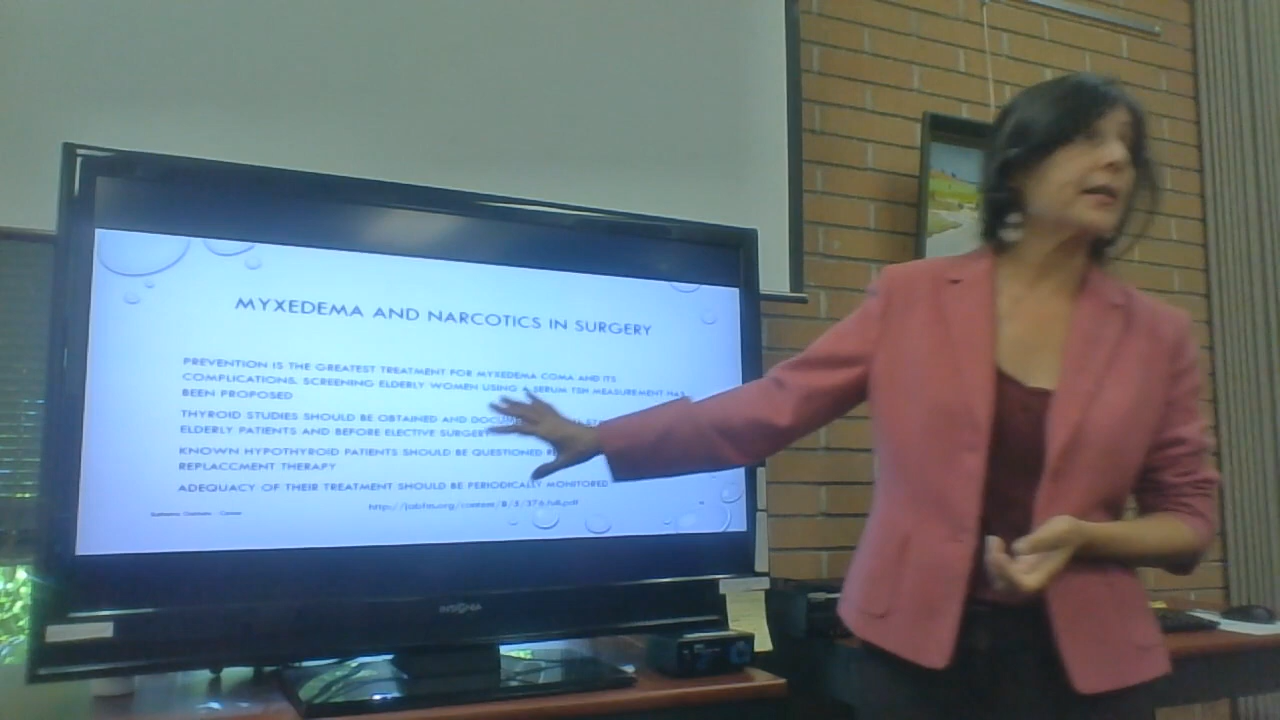 MYXEDEMA AND NARCOTICS IN SURGERY
PREVENTION IS THE GREATEST TREATMENT FOR MYXEDEMA COMA AND ITS
COMPLICATIONS. SCREENING ELDERLY WOMEN USING A SERUM TSH MEASUREMENT HAS
BEEN PROPOSED
THYROID STUDIES SHOULD BE OBTAINED AND
ELDERLY PATIENTS AND BEFORE ELECTIVE SURGERY
KNOWN HYPOTHYROID PATIENTS SHOULD BE QUESTIONED
REPLACCMENT THERAPY
ADEQUACY OF THEIR TREATMENT SHOULD BE PERIODICALLY MONITORED
INSIGNIA